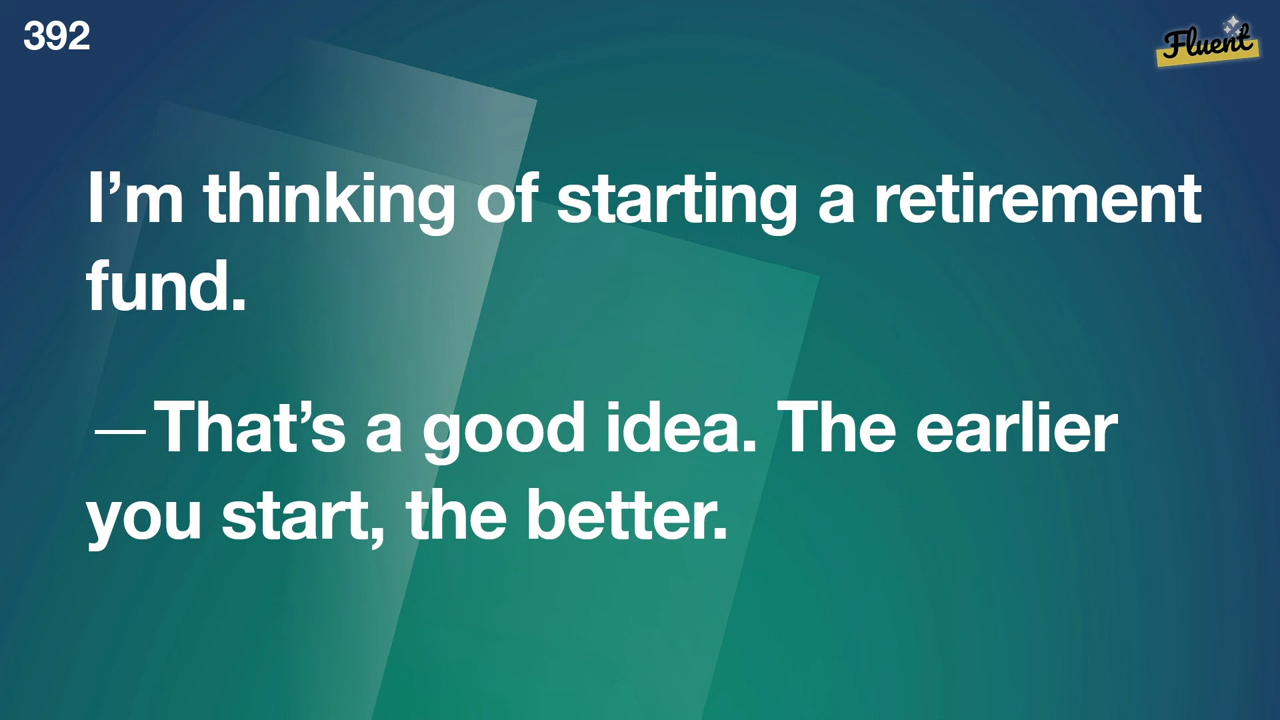 392
Fluent
I’m thinking of starting a retirement
fund.
—That’s a good idea. The earlier
you start, the better.